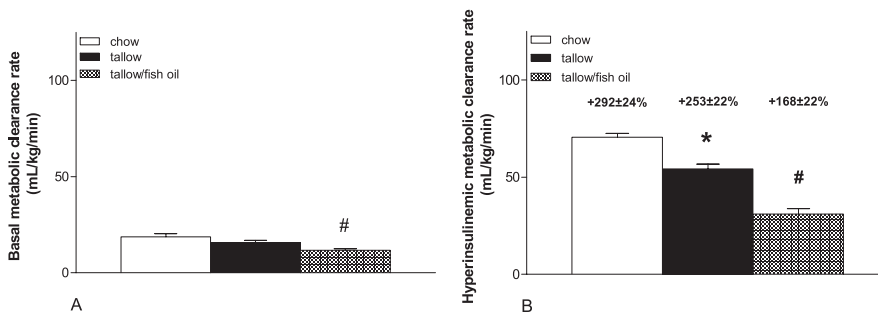 Basal metabolic clearance rate
(mL/kg/min)
chow
tallow
tallow/fish oil
100
50
0
#
A
Hyperinsulinemic metabolic clearance rate
(mL/kg/min)
chow
tallow
tallow/fish oil
100
50
0
+292±24%
+253±22%
+168±22%
*
#
B